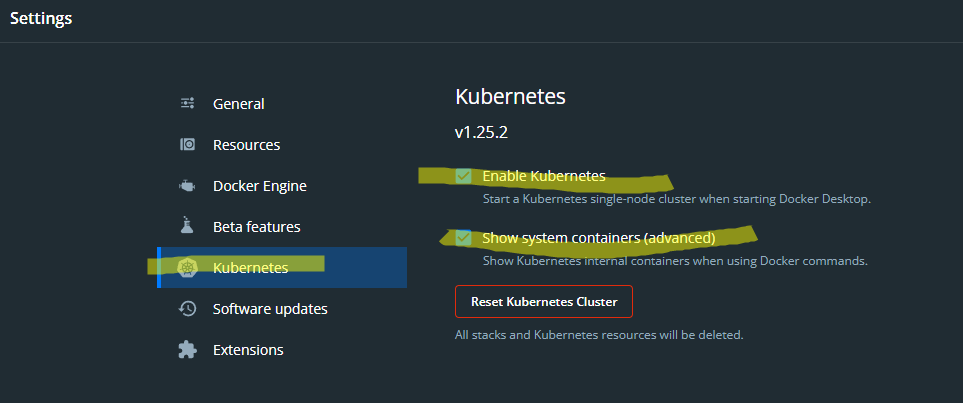 Settings
General
Resources
Docker Engine
Beta features
Kubernetes
Software updates
Extensions
Kubernetes
v1.25.2
Enable Kubernetes
Start a Kubernetes single-node cluster when starting Docker Desktop.
Show system containers (advanced)
Show Kubernetes internal containers when using Docker commands.
Reset Kubernetes Cluster
All stacks and Kubernetes resources will be deleted.